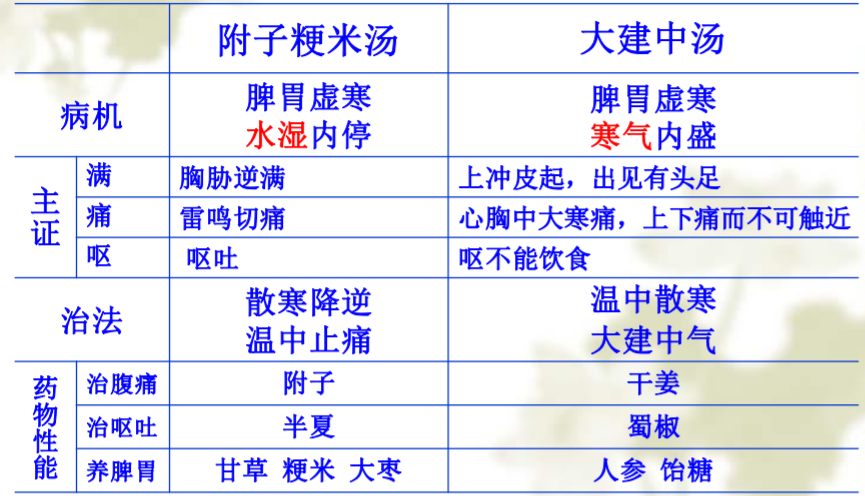 附子粳米汤 大建中汤
病机 脾胃虚寒 脾胃虚寒
水湿内停 寒气内盛
主证 满 胸胁逆满 上冲皮起，出见有头足
痛 雷鸣切痛 心胸中大寒痛，上下痛而不可触近
呕 呕吐 呕不能饮食
治法 散寒降逆 温中散寒
温中止痛 大建中气
药物性能 治腹痛 附子 干姜
治呕吐 半夏 蜀椒
养脾胃 甘草 粳米 大枣 人参 饴糖